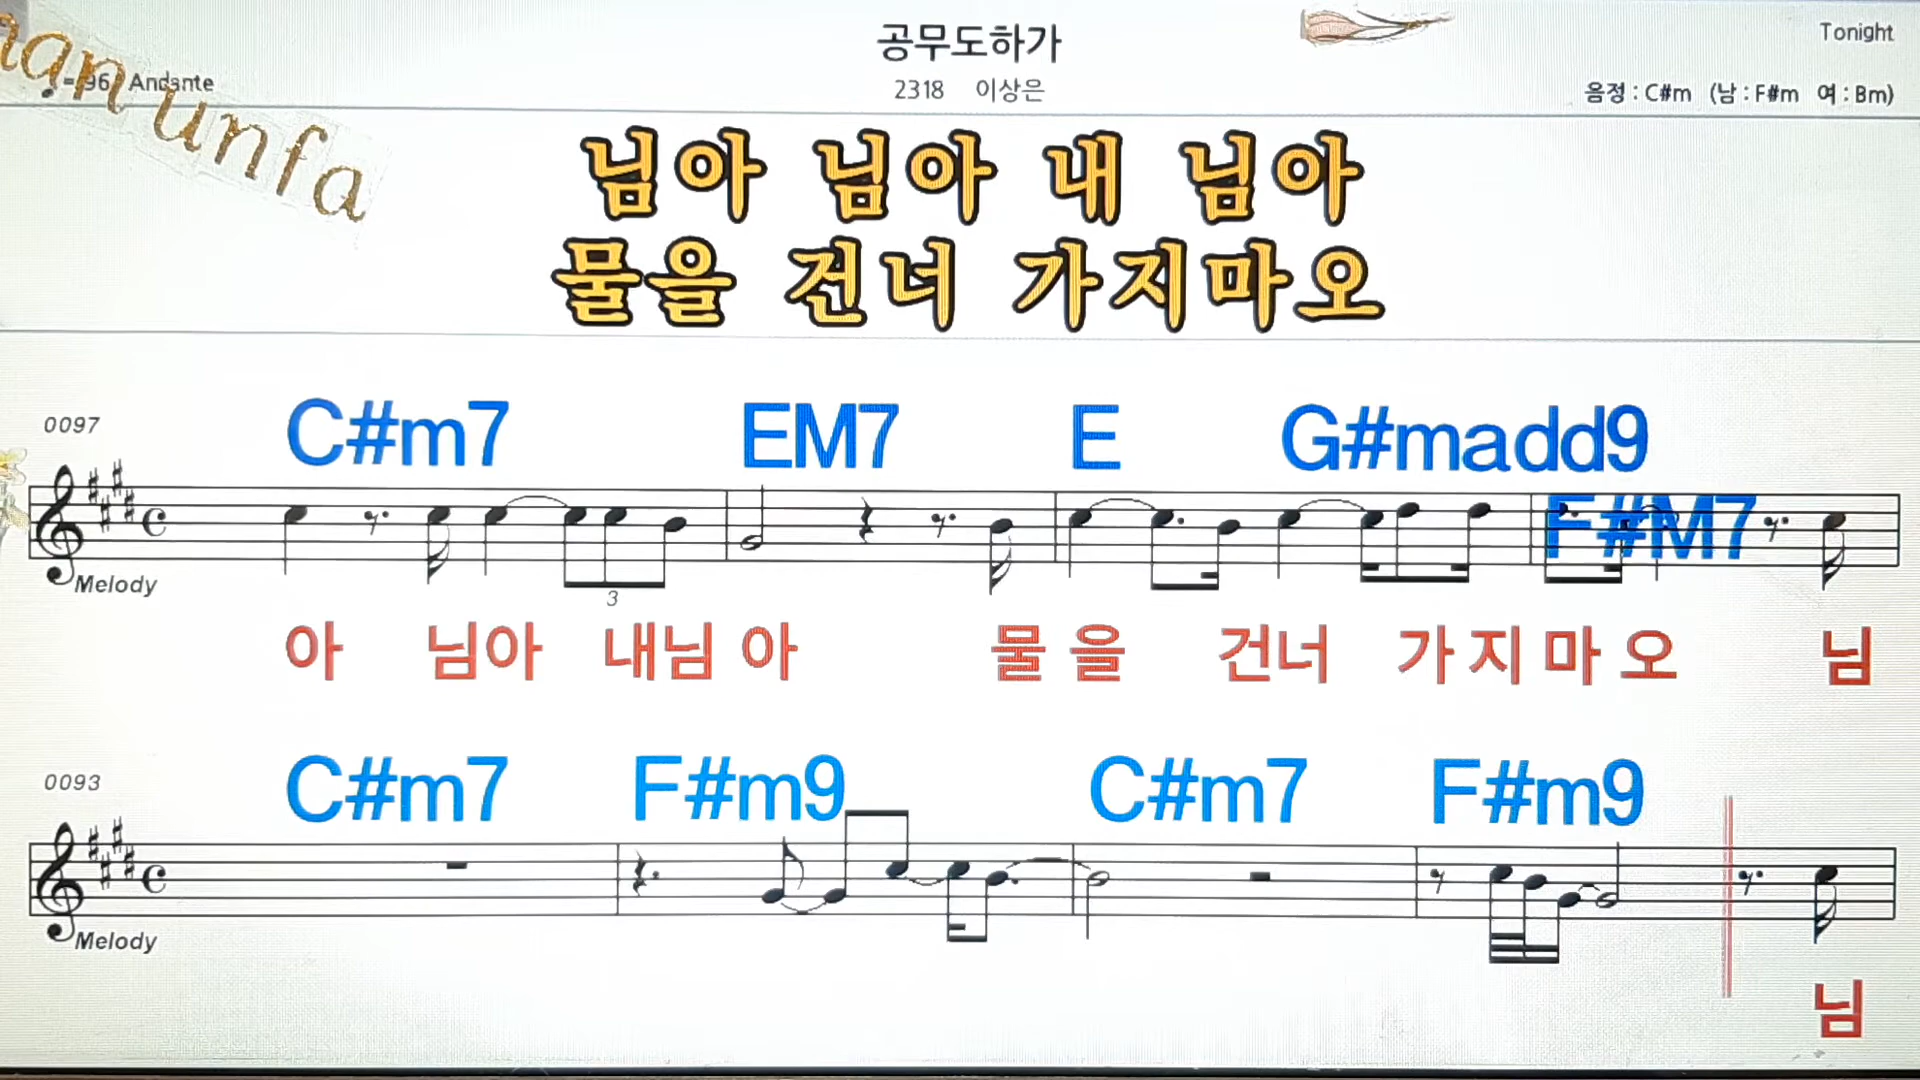 공무도하가
Tonight
= 96 Andante
2318 이상은
음정 : C#m (남 : F#m 여 : Bm)
unfa
님아 님아 내 님아
물을 건너 가지마오
0097
C#m7 EM7 E G#madd9
F#M7
Melody
3
아 님아 내님 아 물 을 건너 가 지 마 오 님
0093
C#m7 F#m9 C#m7 F#m9
Melody
님